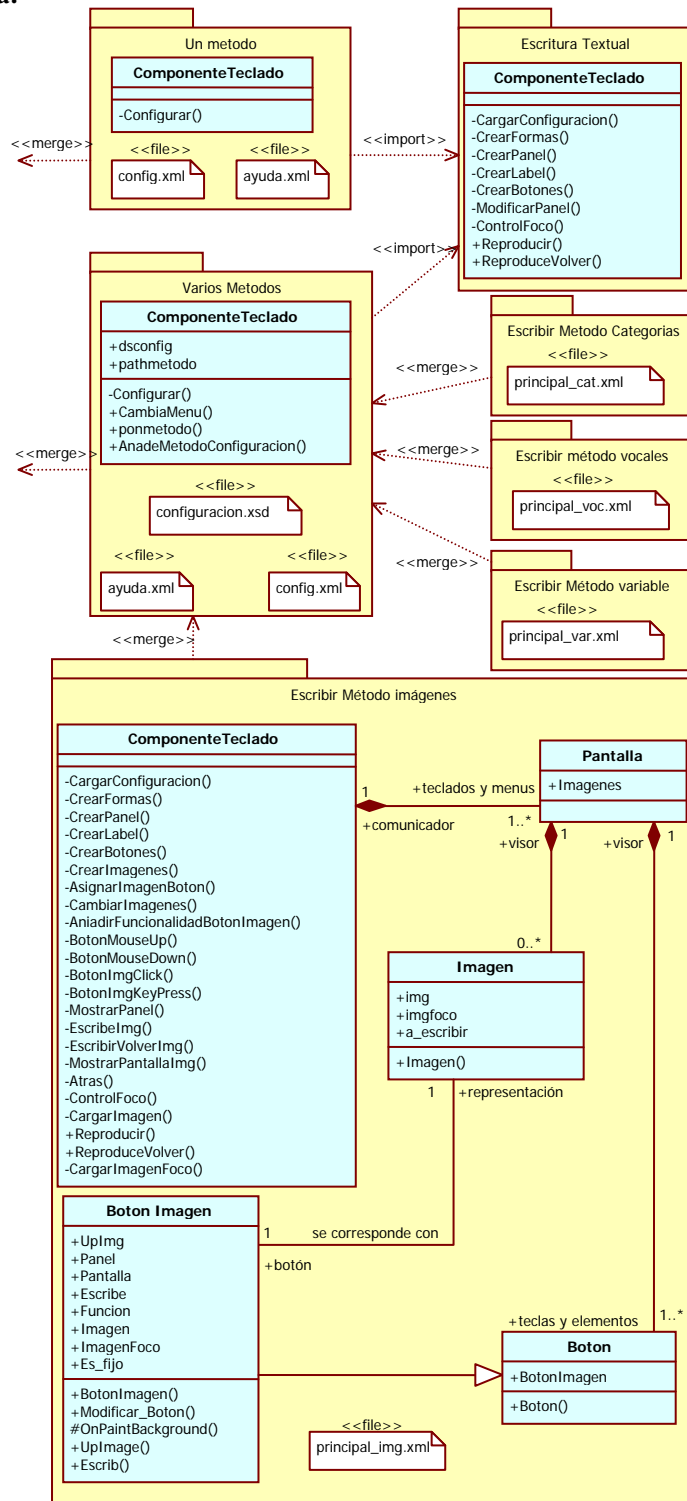 a.
Un metodo
ComponenteTeclado
-Configurar()
<<file>>
config.xml
<<file>>
ayuda.xml
<<merge>>
<<import>>
Escritura Textual
ComponenteTeclado
-CargarConfiguracion()
-CrearFormas()
-CrearPanel()
-CrearLabel()
-CrearBotones()
-ModificarPanel()
-ControlFoco()
+Reproducir()
+ReproduceVolver()
<<import>>
Varios Metodos
ComponenteTeclado
+dsconfig
+pathmetodo
-Configurar()
+CambiaMenu()
+ponmetodo()
+AnadeMetodoConfiguracion()
<<file>>
configuracion.xsd
<<file>>
ayuda.xml
<<file>>
config.xml
<<merge>>
<<merge>>
Escribir Metodo Categorias
<<file>>
principal_cat.xml
<<merge>>
Escribir método vocales
<<file>>
principal_voc.xml
<<merge>>
Escribir Método variable
<<file>>
principal_var.xml
<<merge>>
Escribir Método imágenes
ComponenteTeclado
-CargarConfiguracion()
-CrearFormas()
-CrearPanel()
-CrearLabel()
-CrearBotones()
-CrearImagenes()
-AsignarImagenBoton()
-CambiarImagenes()
-AniadirFuncionalidadBotonImagen()
-BotonMouseUp()
-BotonMouseDown()
-BotonImgClick()
-BotonImgKeyPress()
-MostrarPanel()
-EscribeImg()
-EscribirVolverImg()
-MostrarPantallaImg()
-Atras()
-ControlFoco()
-CargarImagen()
+Reproducir()
+ReproduceVolver()
-CargarImagenFoco()
1
+comunicador
+teclados y menus
1..*
Pantalla
+Imagenes
+visor
1
+visor
1
0..*
Imagen
+img
+imgfoco
+a_escribir
+Imagen()
1
+representación
se corresponde con
1
+botón
Boton Imagen
+UpImg
+Panel
+Pantalla
+Escribe
+Funcion
+Imagen
+ImagenFoco
+Es_fijo
+BotonImagen()
+Modificar_Boton()
#OnPaintBackground()
+UpImage()
+Escrib()
+teclas y elementos
1..*
Boton
+BotonImagen
+Boton()
<<file>>
principal_img.xml